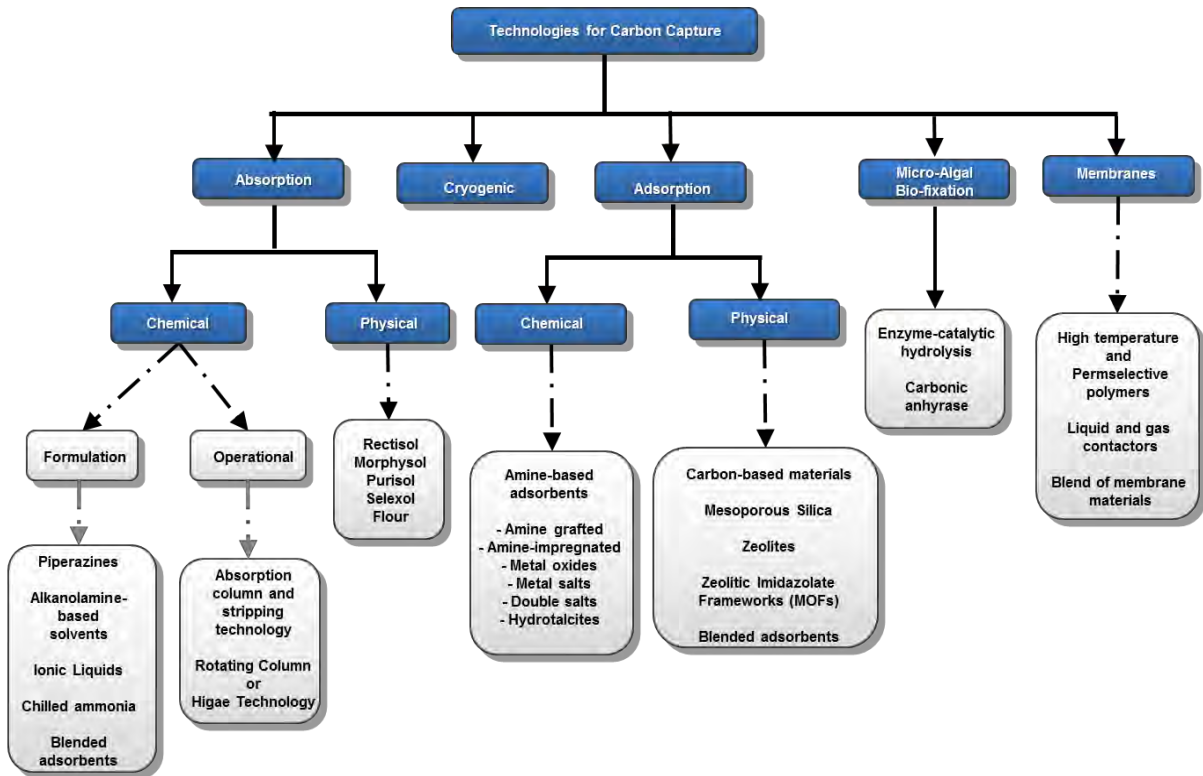 Technologies for Carbon Capture
Absorption
Cryogenic
Adsorption
Micro-Algal
Bio-fixation
Membranes
Chemical
Physical
Chemical
Physical
Formulation
Operational
Rectisol
Morphysol
Purisol
Selexol
Flour
Enzyme-catalytic
hydrolysis
Carbonic
anhyrase
High temperature
and
Permselective
polymers
Liquid and gas
contactors
Blend of membrane
materials
Piperazines
Alkanolamine-
based
solvents
Ionic Liquids
Chilled ammonia
Blended
adsorbents
Absorption
column and
stripping
technology
Rotating Column
or
Higae Technology
Amine-based
adsorbents
- Amine grafted
- Amine-impregnated
- Metal oxides
- Metal salts
- Double salts
- Hydrotalcites
Carbon-based materials
Mesoporous Silica
Zeolites
Zeolitic Imidazolate
Frameworks (MOFs)
Blended adsorbents